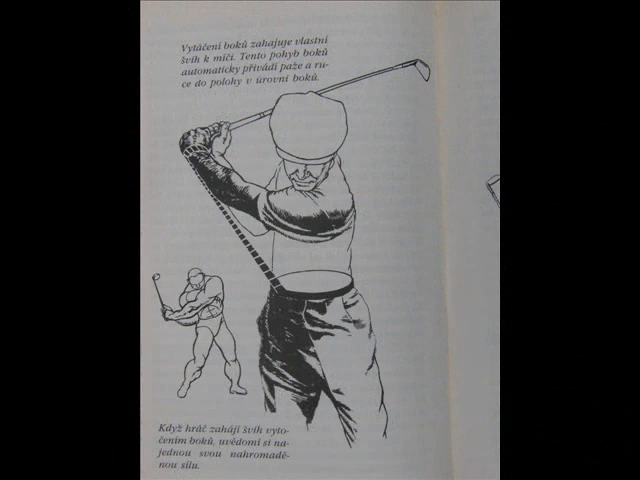 Vytáčení boků zahajuje vlastní
švih k míči. Tento pohyb boků
automaticky přivádí paže a ru-
ce do polohy v úrovni boků.
Když hráč zahájí švih vyto-
čením boků, uvědomí si na-
jednou svou nahromadě-
nou sílu.